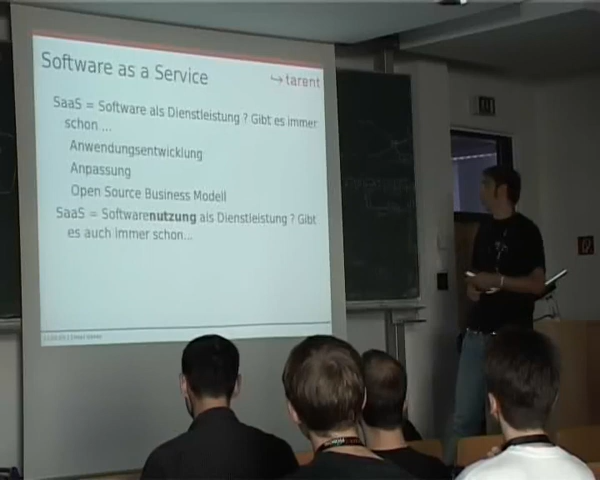 Software as a Service
tarent
SaaS = Software als Dienstleistung ? Gibt es immer
schon ...
Anwendungsentwicklung
Anpassung
Open Source Business Modell
SaaS = Softwarenutzung als Dienstleistung ? Gibt
es auch immer schon...